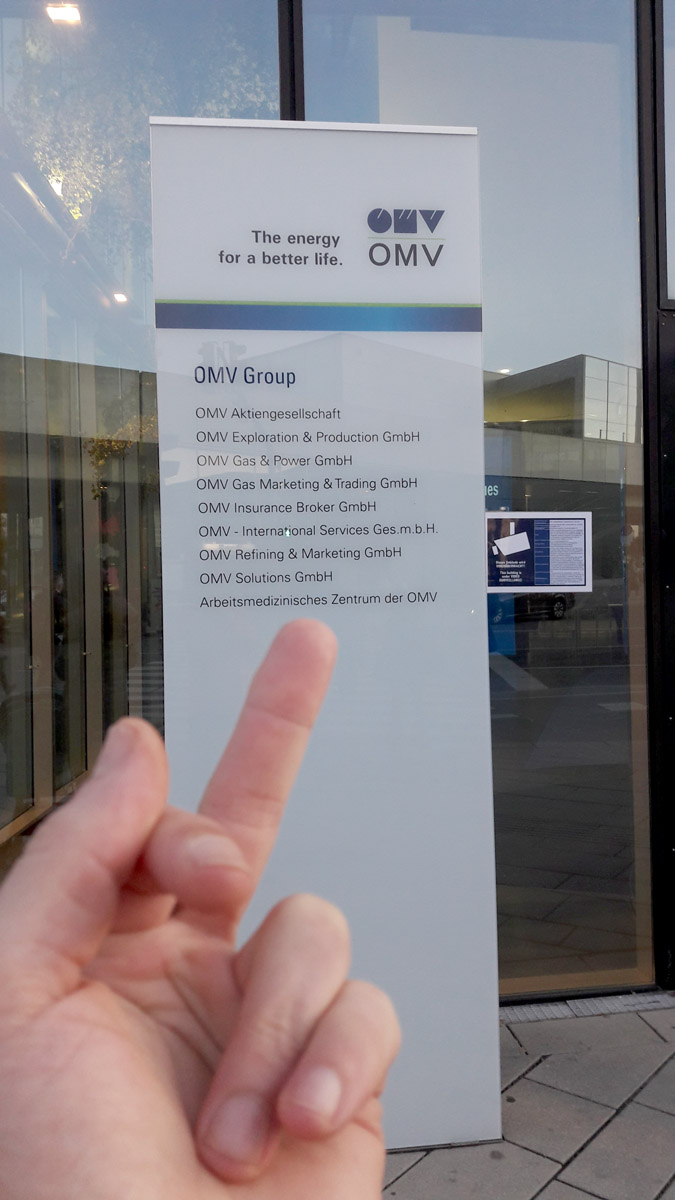 The energy
for a better life.
OMV
OMV
OMV Group
OMV Aktiengesellschaft
OMV Exploration & Production GmbH
OMV Gas & Power GmbH
OMV Gas Marketing & Trading GmbH
OMV Insurance Broker GmbH
OMV - International Services Ges.m.b.H.
OMV Refining & Marketing GmbH
OMV Solutions GmbH
Arbeitsmedizinisches Zentrum der OMV